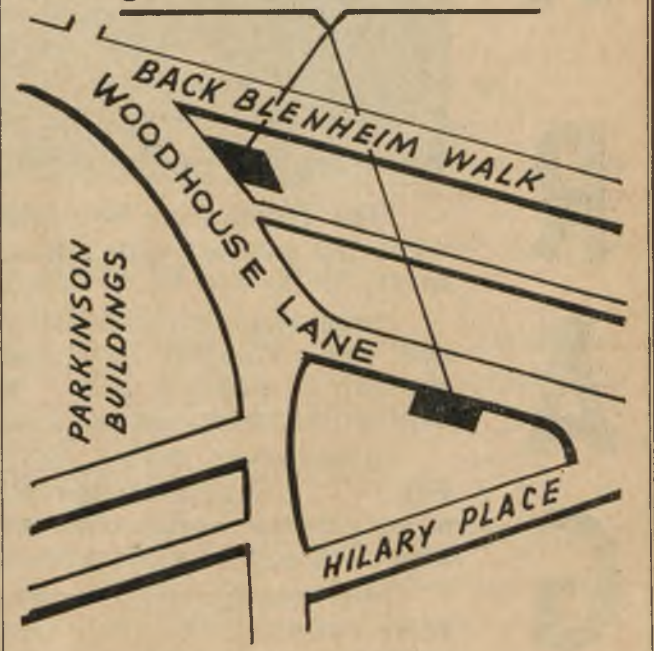 BACK BLENHEIM WALK
WOODHOUSE LANE
PARKINSON
BUILDINGS
HILARY PLACE